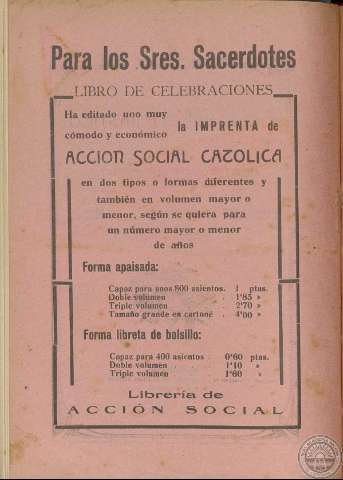 Para los Sres. Sacerdotes
LIBRO DE CELEBRACIONES
Ha editado uno muy
cómodo y económico
la IMPRENTA de
ACCION SOCIAL CATOLICA
en dos tipos o formas diferentes y
también en volumen mayor o
menor, según se quiera para
un número mayor o menor
de años
Forma apaisada:
Capaz para unos 800 asientos. 1 ptas.
Doble volumen . 1'85 »
Triple volumen . 2'70 »
Tamaño grande en cartoné . 4'00 »
Forma libreta de bolsillo:
Capaz para 400 asientos . 0'60 ptas.
Doble volumen . 1'10 »
Triple volumen . 1'60 »
Librería de
ACCIÓN SOCIAL